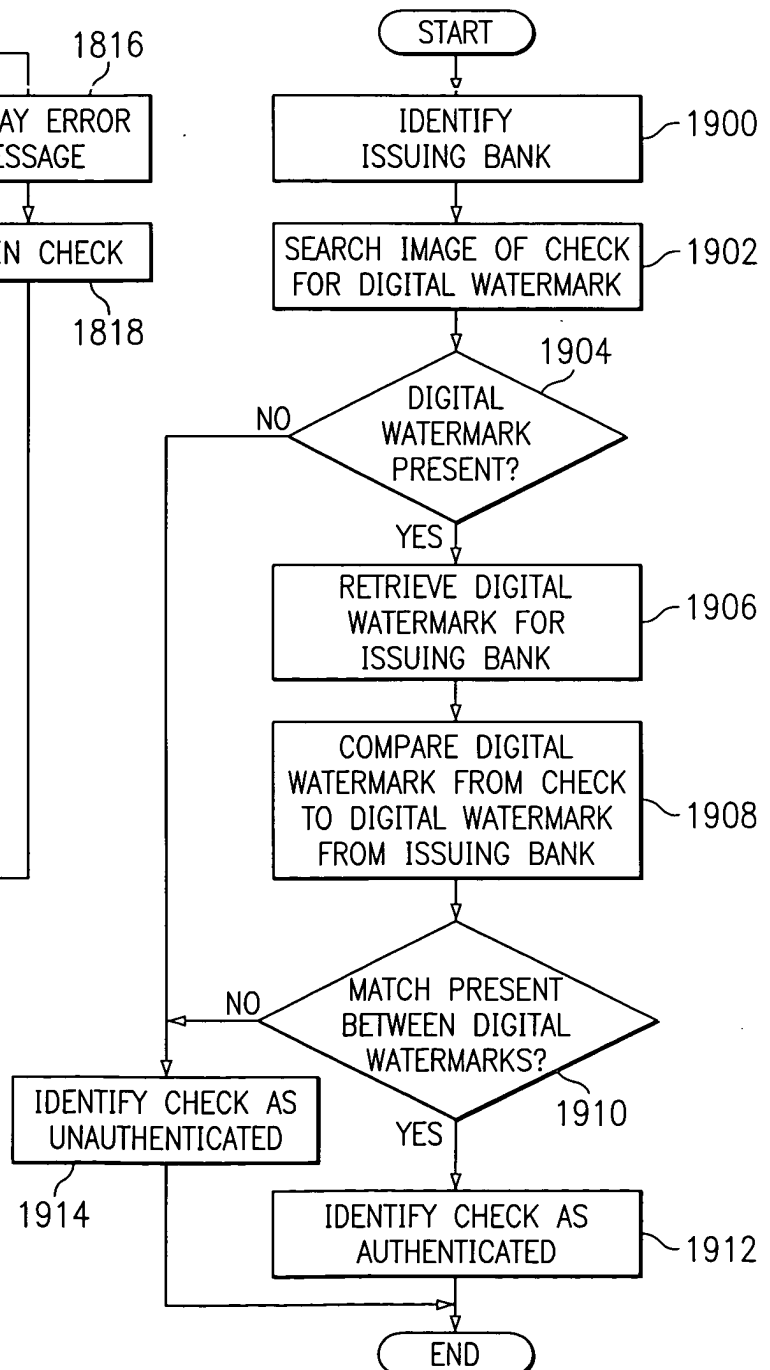 1816
AY ERROR
ESSAGE
N CHECK
1818
START
IDENTIFY
ISSUING BANK
1900
SEARCH IMAGE OF CHECK
FOR DIGITAL WATERMARK
1902
1904
DIGITAL
WATERMARK
PRESENT?
NO
YES
RETRIEVE DIGITAL
WATERMARK FOR
ISSUING BANK
1906
COMPARE DIGITAL
WATERMARK FROM CHECK
TO DIGITAL WATERMARK
FROM ISSUING BANK
1908
MATCH PRESENT
BETWEEN DIGITAL
WATERMARKS?
NO
1910
YES
IDENTIFY CHECK AS
UNAUTHENTICATED
1914
IDENTIFY CHECK AS
AUTHENTICATED
1912
END